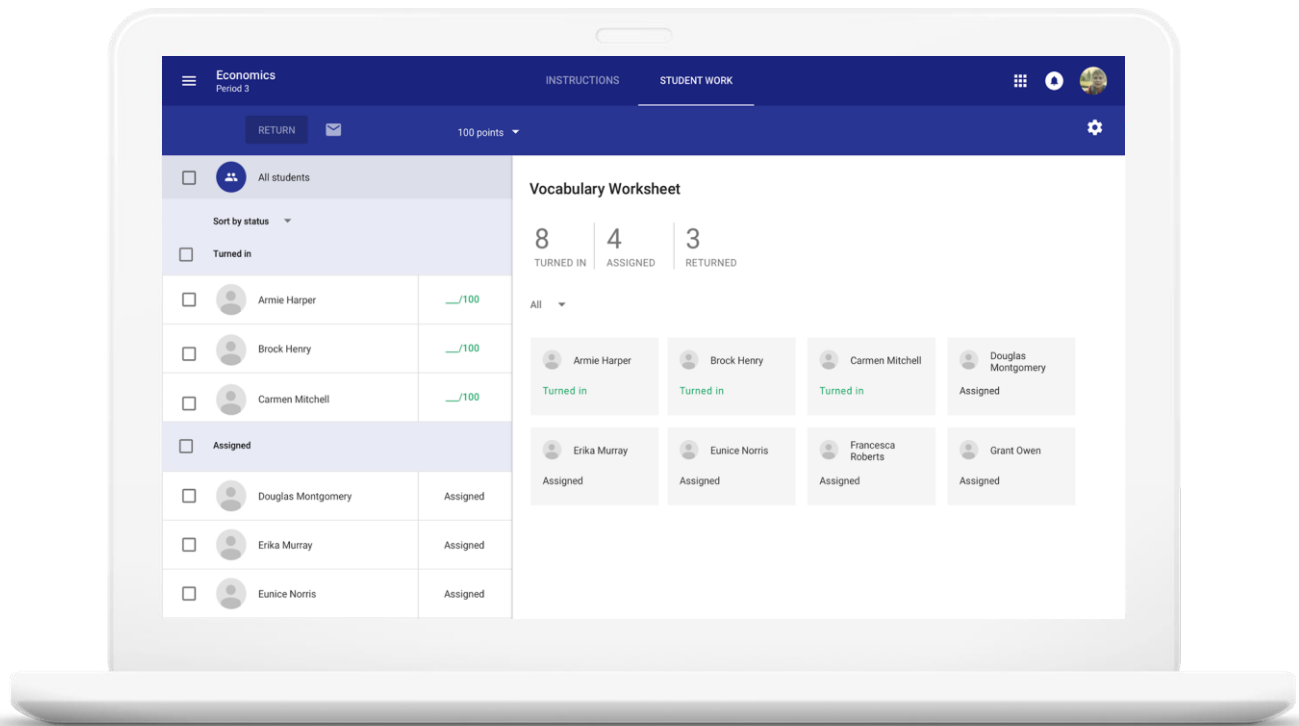 Economics
Period 3
INSTRUCTIONS
STUDENT WORK
RETURN
100 points
All students
Sort by status
Turned in
Armie Harper
__/100
Brock Henry
__/100
Carmen Mitchell
__/100
Assigned
Douglas Montgomery
Assigned
Erika Murray
Assigned
Eunice Norris
Assigned
Vocabulary Worksheet
8
4
3
TURNED IN
ASSIGNED
RETURNED
All
Armie Harper
Turned in
Brock Henry
Turned in
Carmen Mitchell
Turned in
Douglas
Montgomery
Assigned
Erika Murray
Assigned
Eunice Norris
Assigned
Francesca
Roberts
Assigned
Grant Owen
Assigned